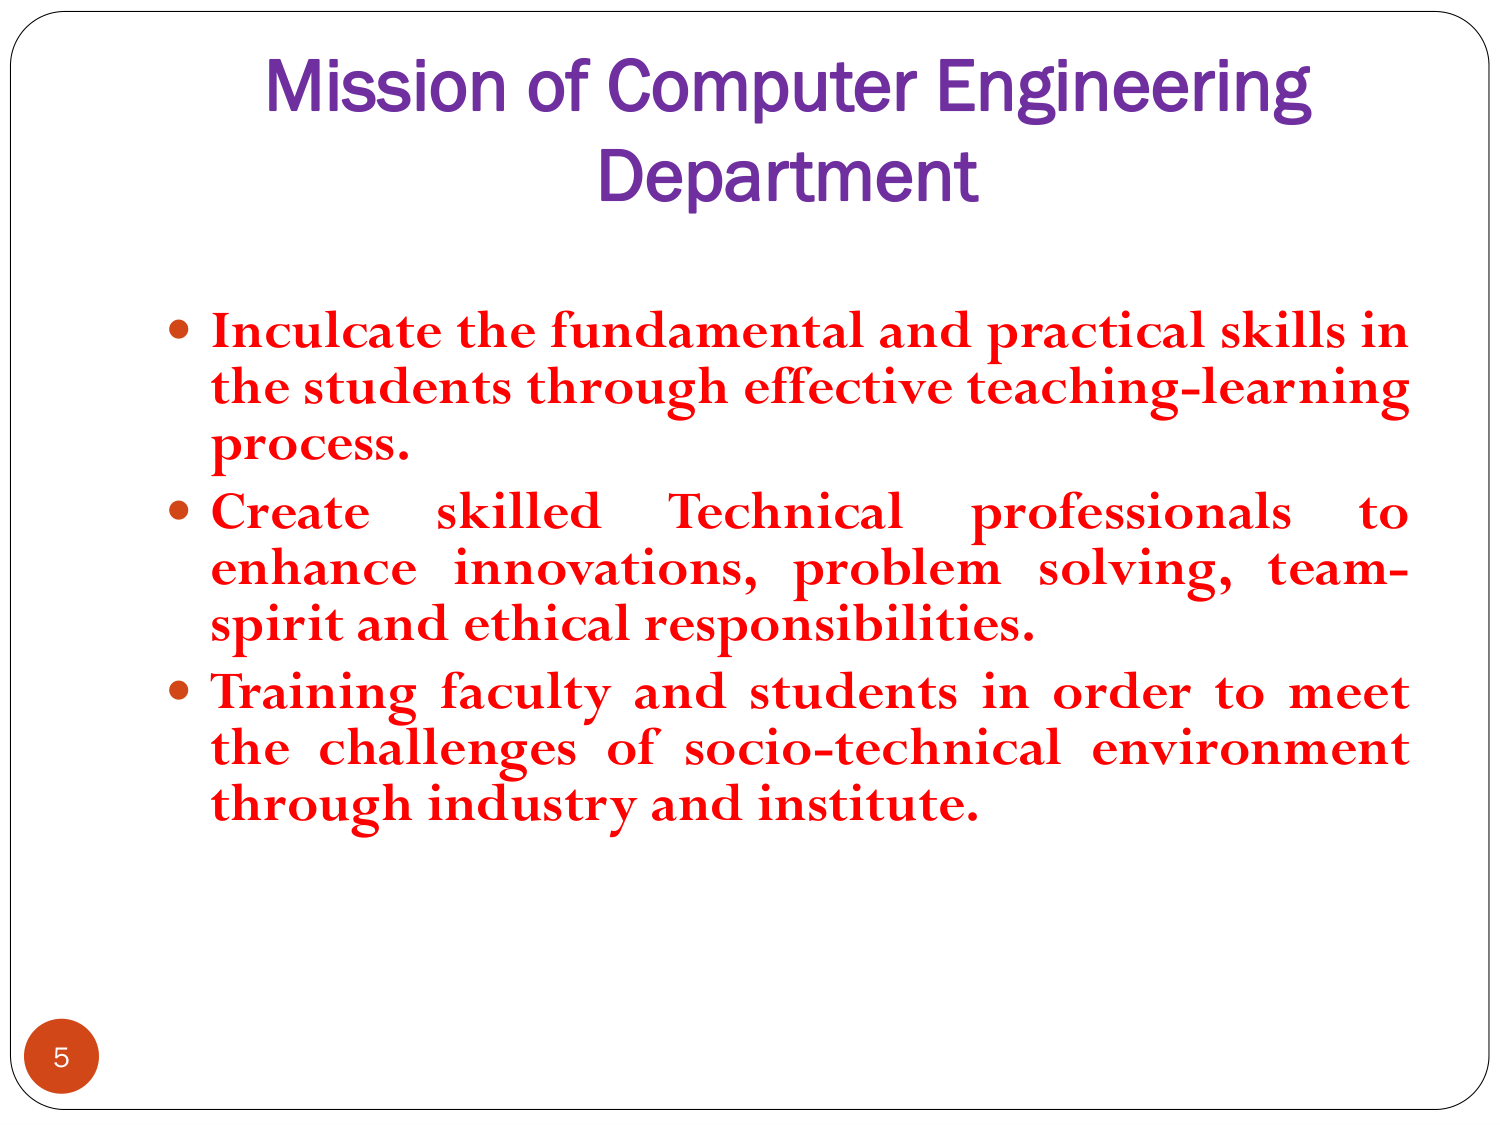 Mission of Computer Engineering
Department
• Inculcate the fundamental and practical skills in
the students through effective teaching-learning
process.
• Create skilled Technical professionals to
enhance innovations, problem solving, team-
spirit and ethical responsibilities.
• Training faculty and students in order to meet
the challenges of socio-technical environment
through industry and institute.
5